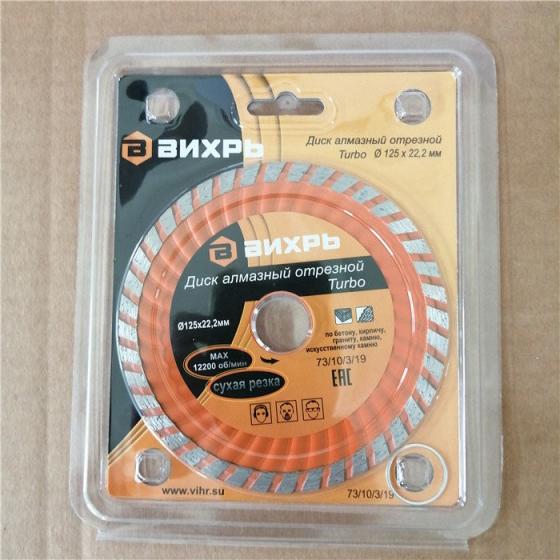 ВИХРЬ
Диск алмазный отрезной
Turbo Ø 125 x 22,2 мм
ВИХРЬ
Диск алмазный отрезной
Turbo
Ø125x22,2мм
MAX
12200 об/мин
сухая резка
по бетону, кирпичу,
граниту, камню,
искусственному камню
73/10/3/19
EAC
www.vihr.su
73/10/3/19